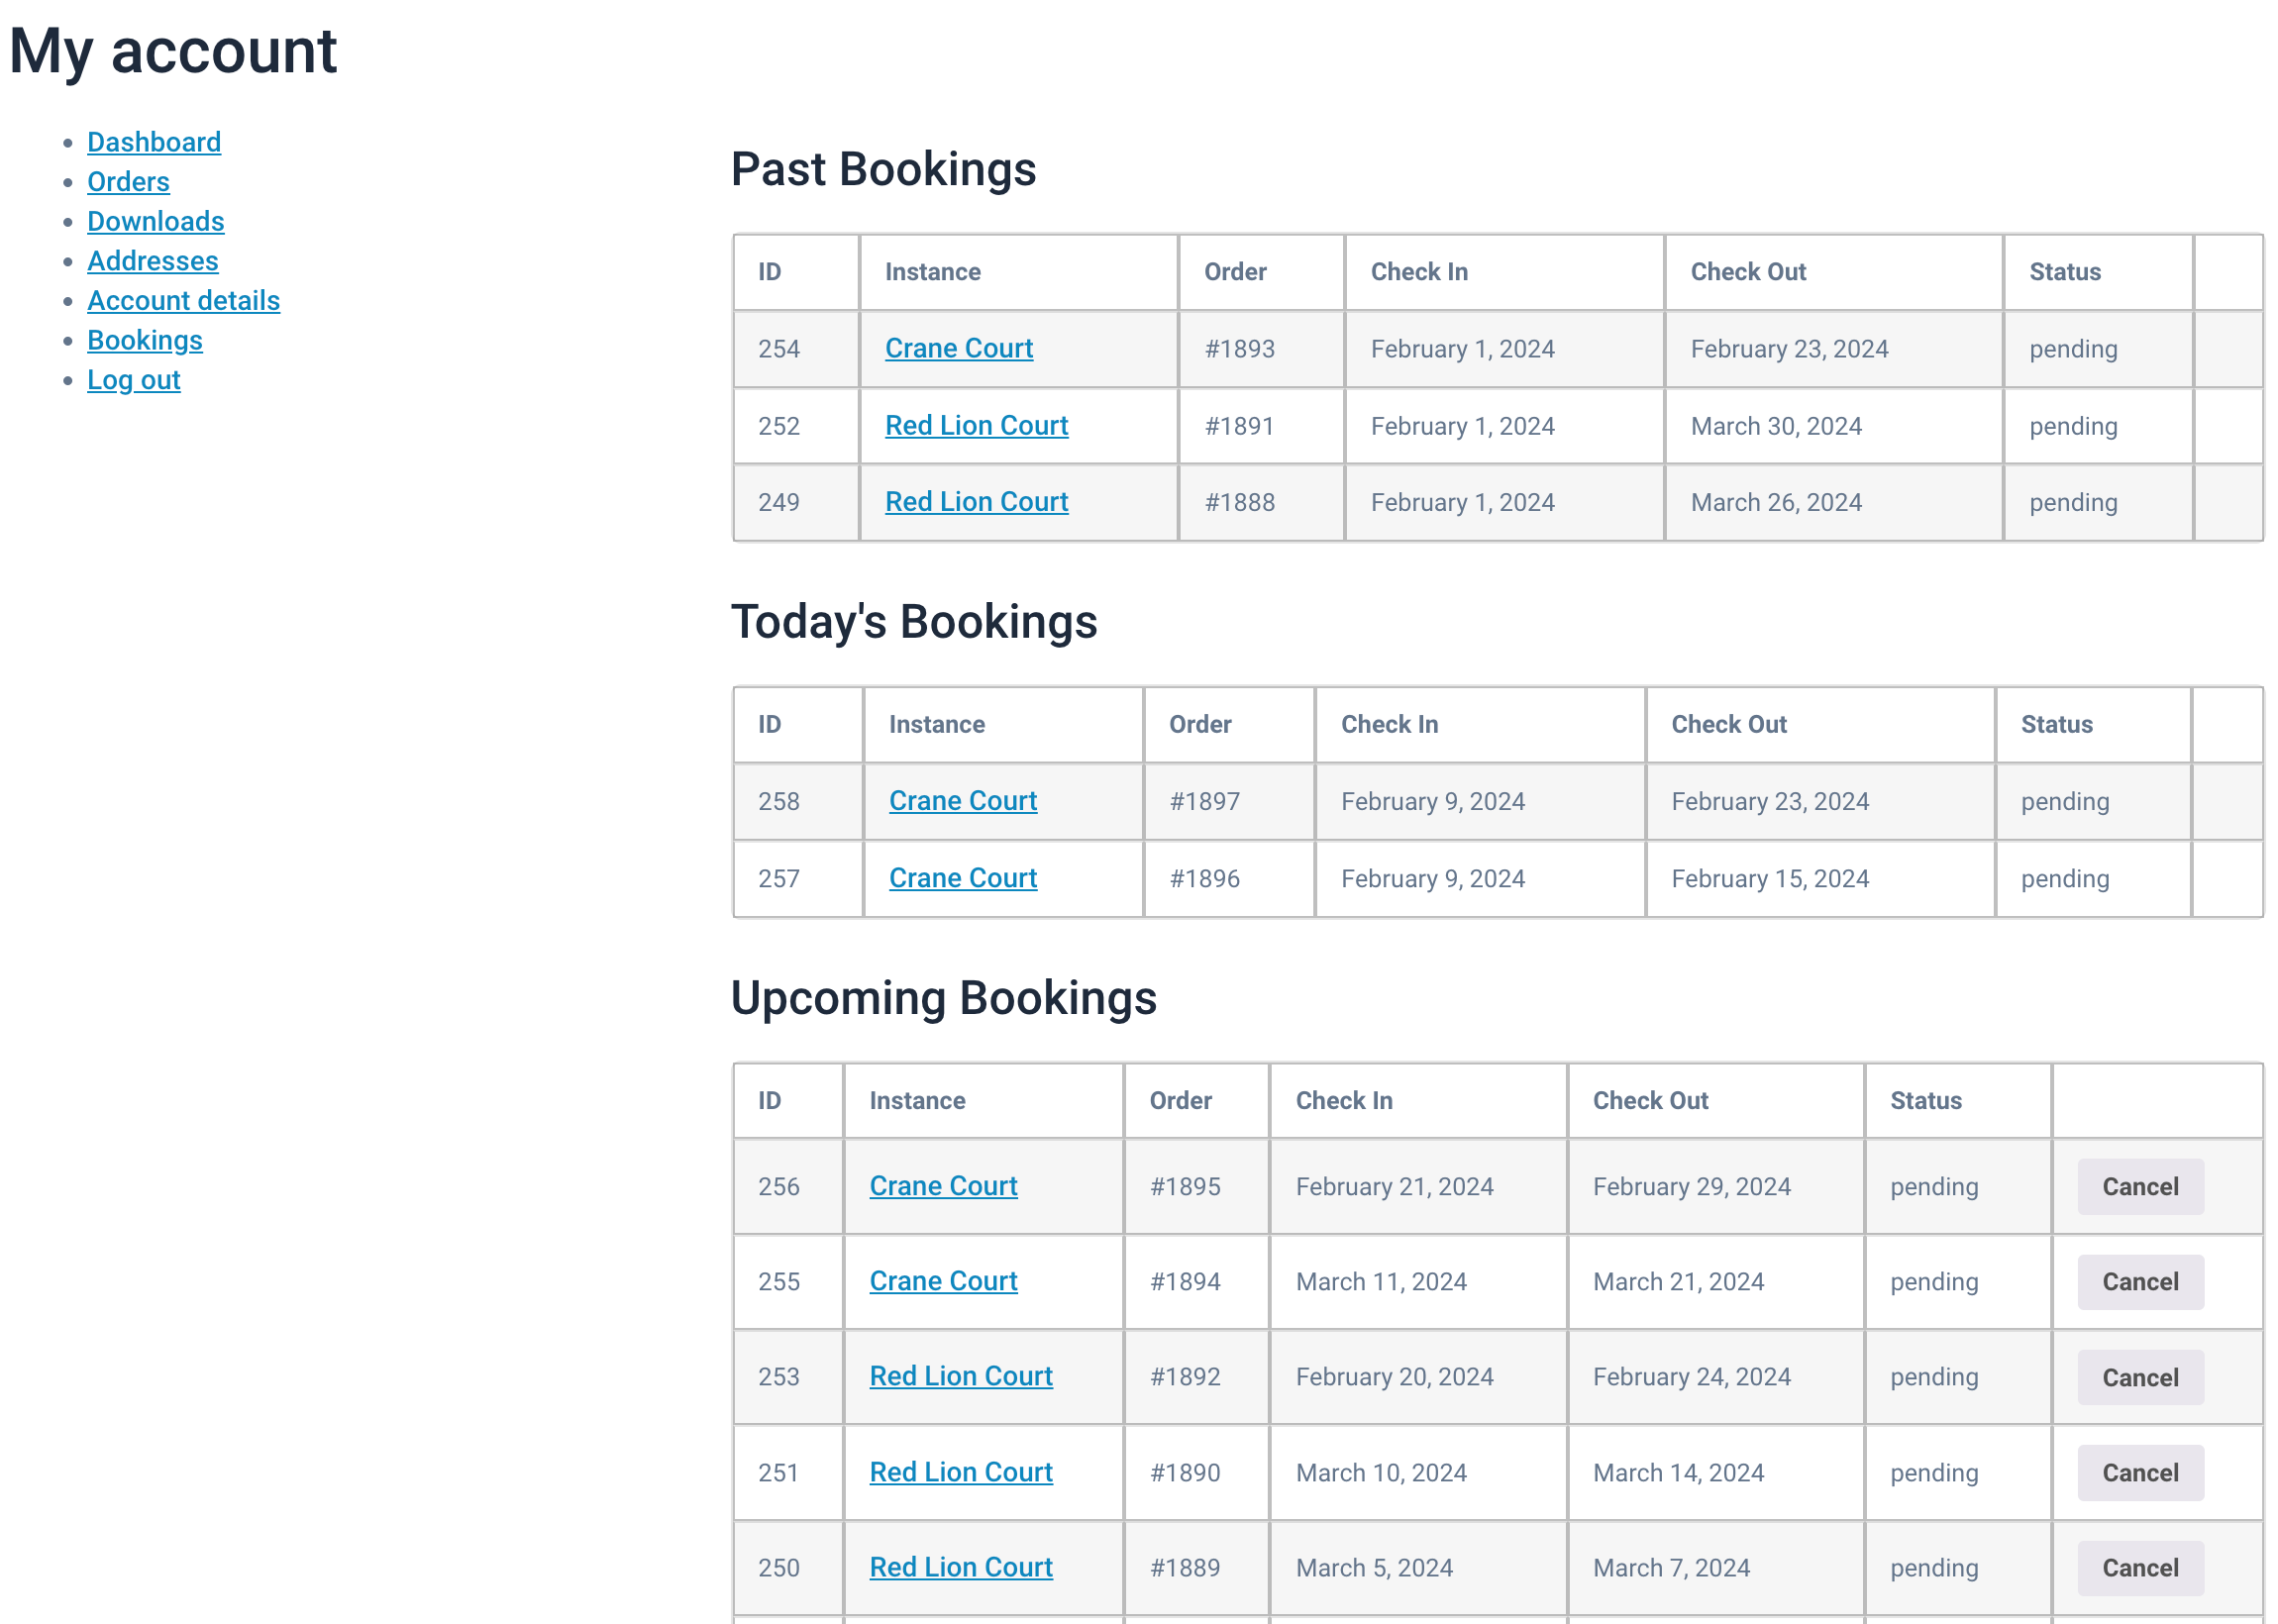 My account
Dashboard
Orders
Downloads
Addresses
Account details
Bookings
Log out
Past Bookings
ID Instance Order Check In Check Out Status
254 Crane Court #1893 February 1, 2024 February 23, 2024 pending
252 Red Lion Court #1891 February 1, 2024 March 30, 2024 pending
249 Red Lion Court #1888 February 1, 2024 March 26, 2024 pending
Today's Bookings
ID Instance Order Check In Check Out Status
258 Crane Court #1897 February 9, 2024 February 23, 2024 pending
257 Crane Court #1896 February 9, 2024 February 15, 2024 pending
Upcoming Bookings
ID Instance Order Check In Check Out Status
256 Crane Court #1895 February 21, 2024 February 29, 2024 pending Cancel
255 Crane Court #1894 March 11, 2024 March 21, 2024 pending Cancel
253 Red Lion Court #1892 February 20, 2024 February 24, 2024 pending Cancel
251 Red Lion Court #1890 March 10, 2024 March 14, 2024 pending Cancel
250 Red Lion Court #1889 March 5, 2024 March 7, 2024 pending Cancel